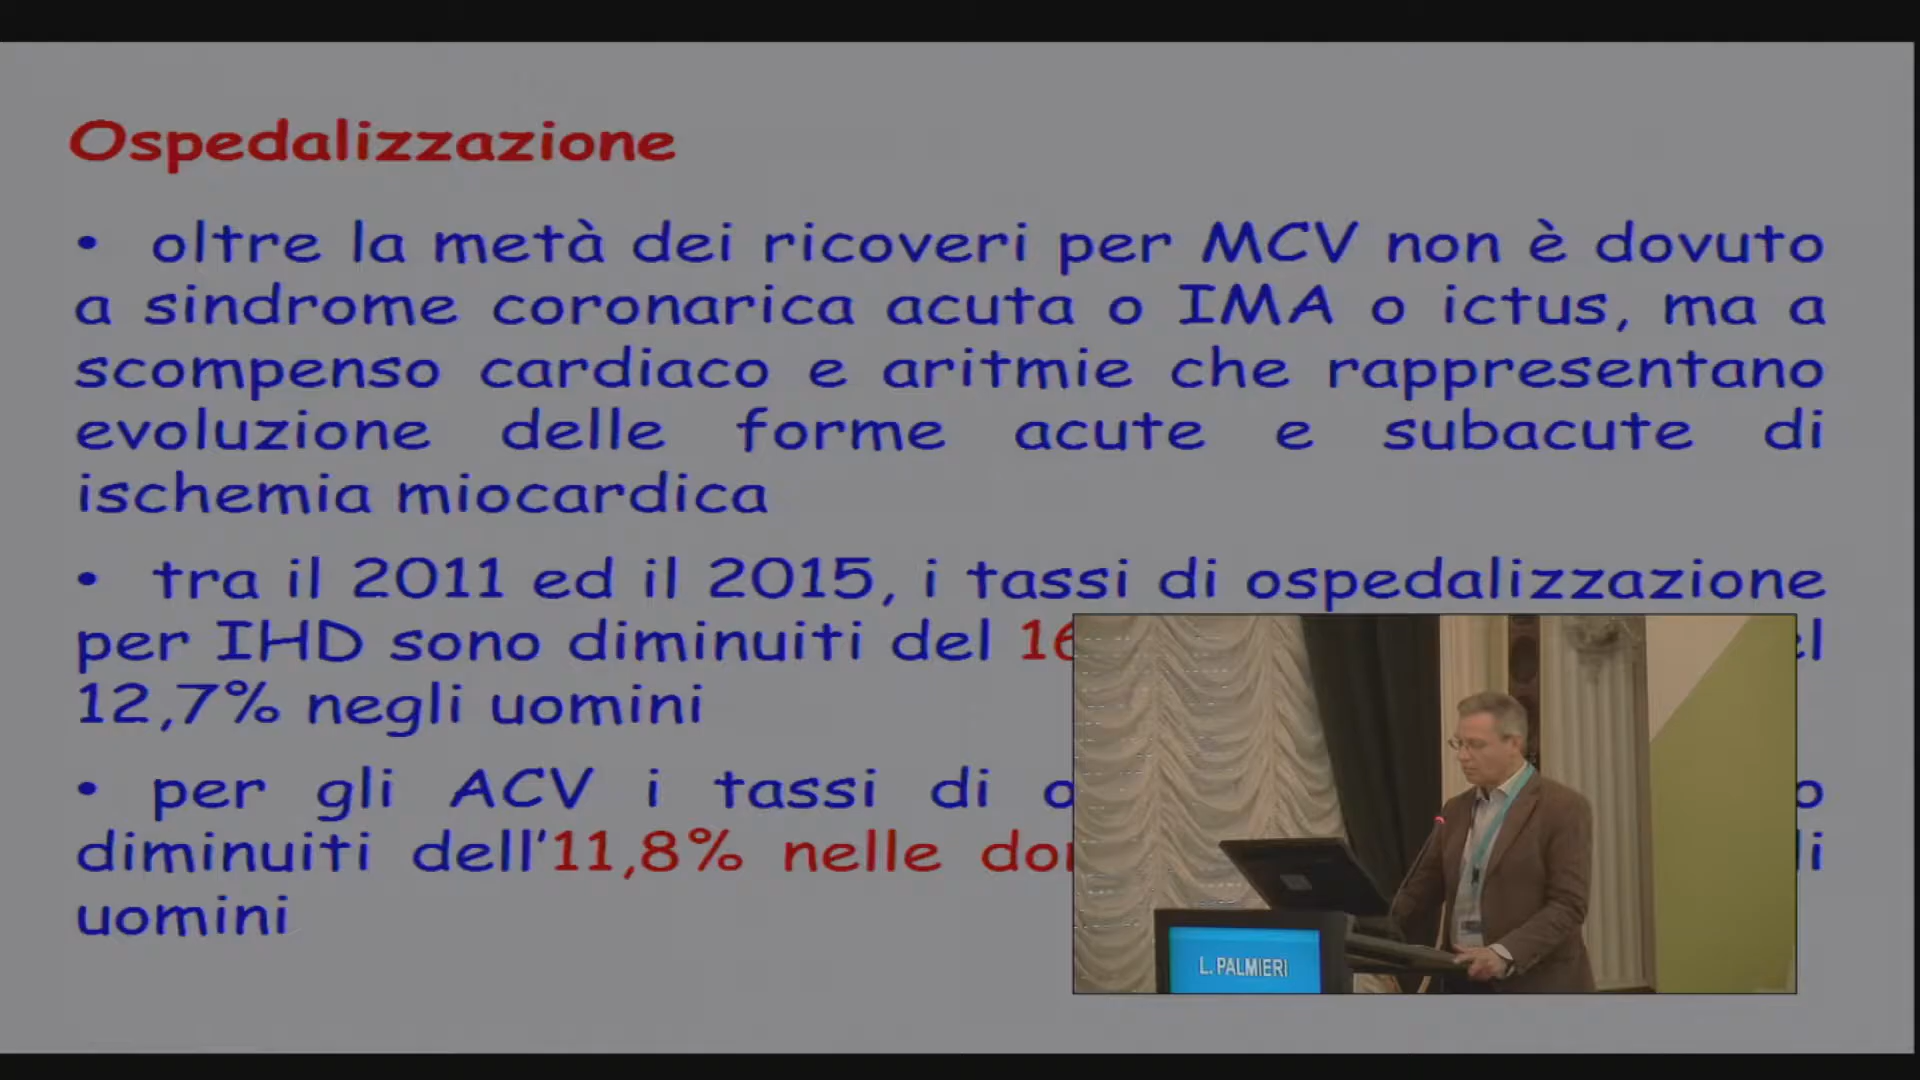 Ospedalizzazione
• oltre la metà dei ricoveri per MCV non è dovuto
a sindrome coronarica acuta o IMA o ictus, ma a
scompenso cardiaco e aritmie che rappresentano
evoluzione delle forme acute e subacute di
ischemia miocardica
• tra il 2011 ed il 2015, i tassi di ospedalizzazione
per IHD sono diminuiti del
12,7% negli uomini
• per gli ACV i tassi di
diminuiti dell'11,8% nelle
uomini
L. PALMIERI